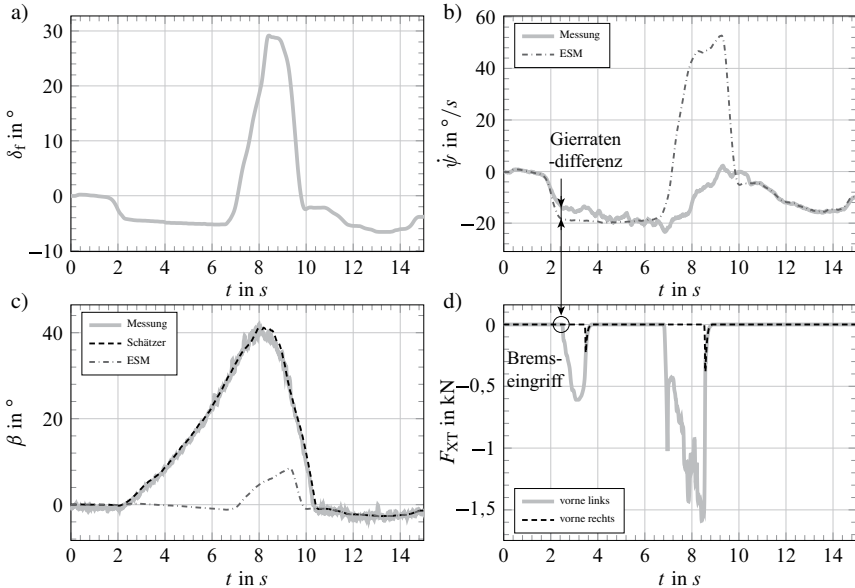 a)
30
20
10
0
−10
δf in °
0 2 4 6 8 10 12 14
t in s
b)
Messung
ESM
60
40
20
0
−20
ψ̇ in °/s
Gierraten
-differenz
0 2 4 6 8 10 12 14
t in s
c)
Messung
Schätzer
ESM
40
20
0
β in °
0 2 4 6 8 10 12 14
t in s
d)
0
−0,5
−1
−1,5
FXT in kN
Brems-
eingriff
vorne links
vorne rechts
0 2 4 6 8 10 12 14
t in s